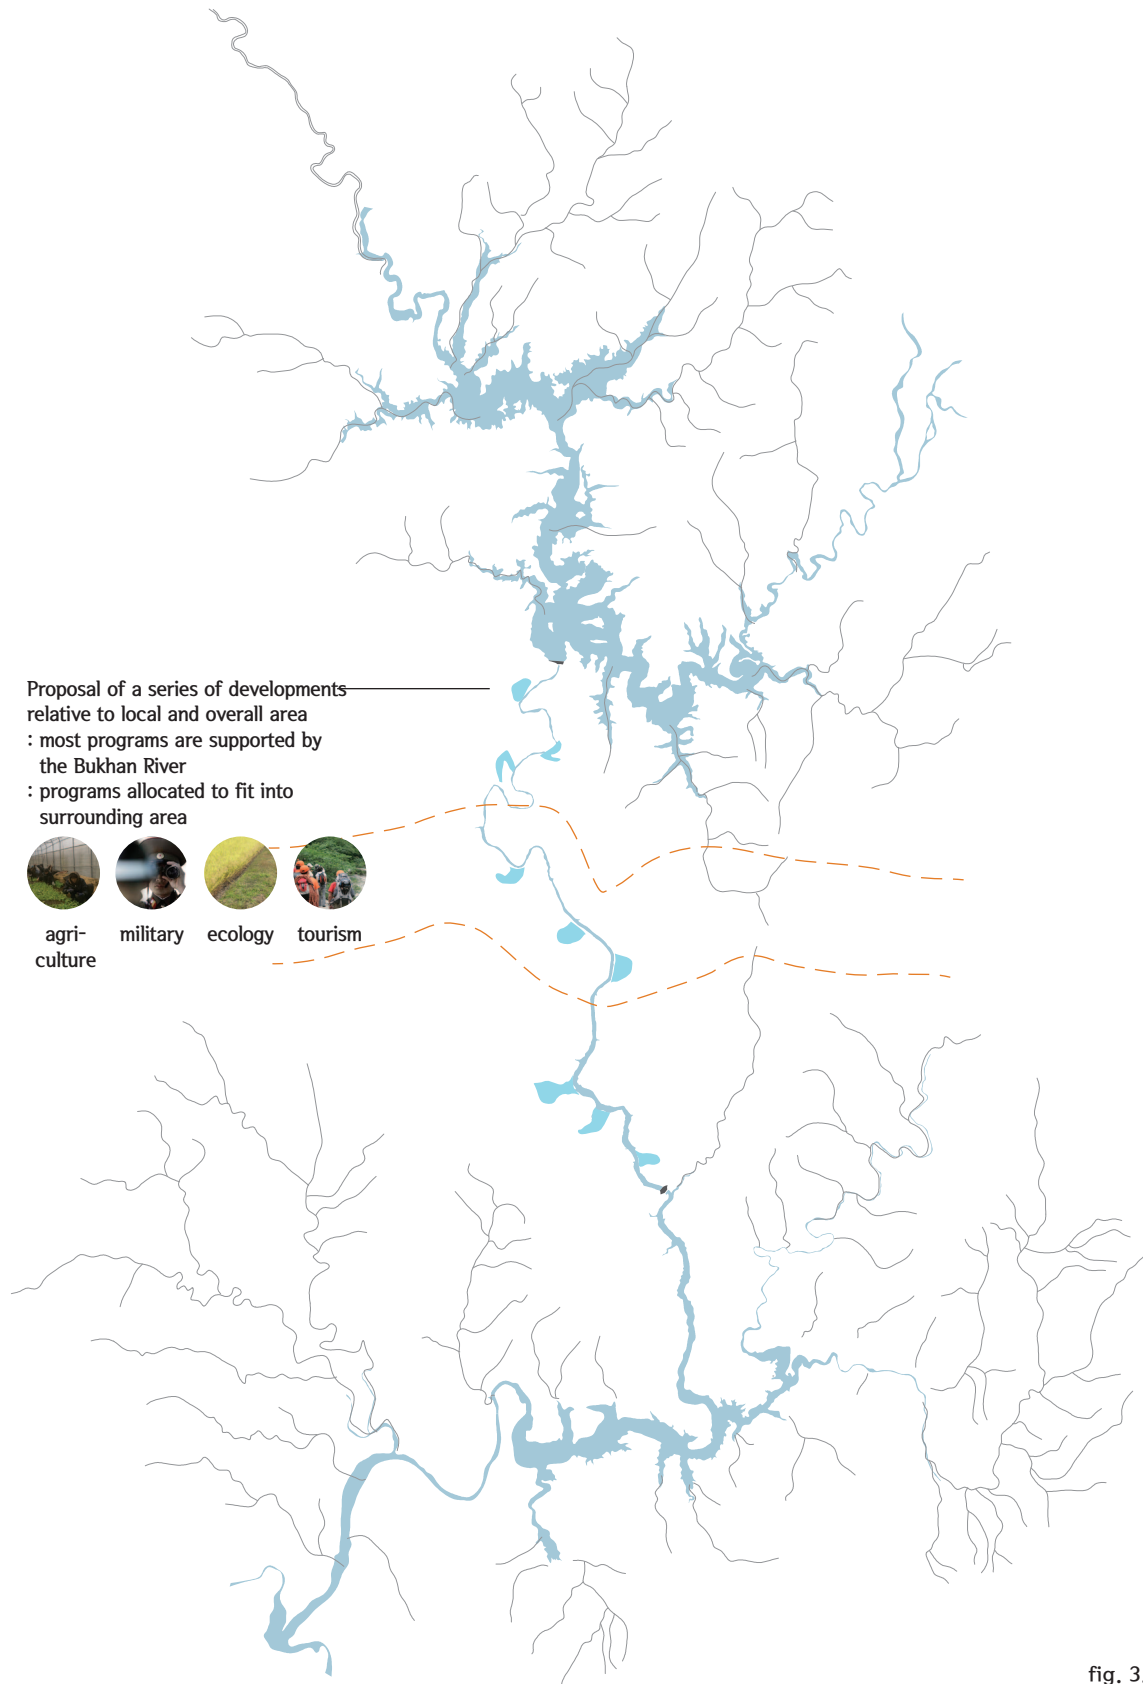 Proposal of a series of developments
relative to local and overall area
: most programs are supported by
the Bukhan River
: programs allocated to fit into
surrounding area
agri-
culture
military
ecology
tourism
fig. 3.